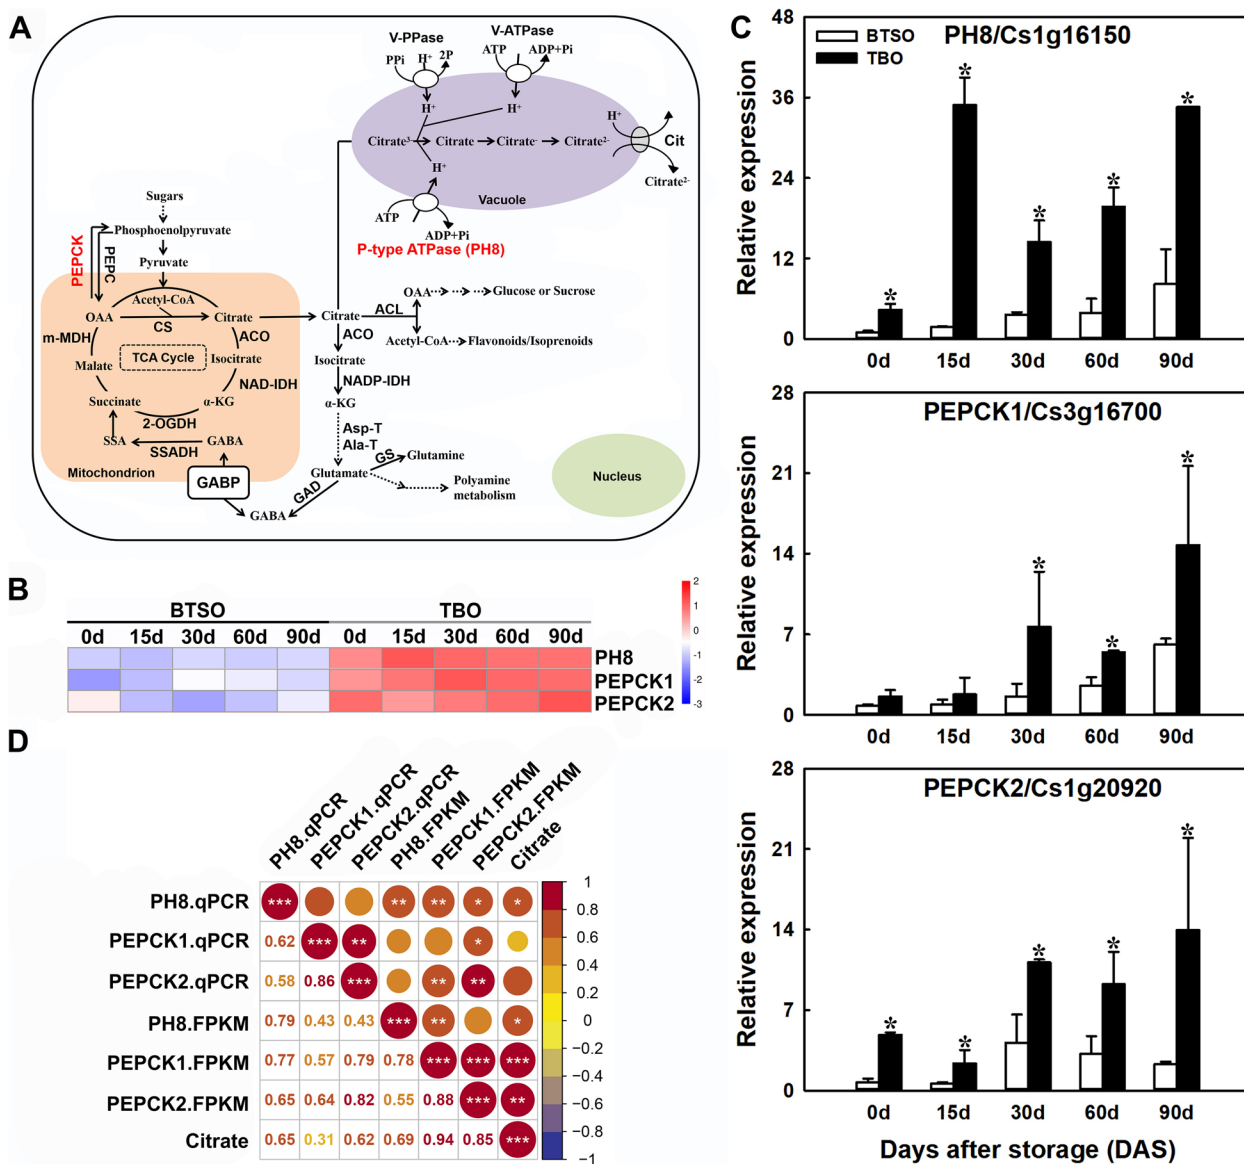 A
V-PPase
V-ATPase
PPi
H+
2P
ATP
ADP+Pi
H+
H+
H+
Citrate3-
Citrate
Citrate-
Citrate2-
Cit
H+
Citrate2-
Vacuole
ATP
ADP+Pi
P-type ATPase (PH8)
Sugars
Phosphoenolpyruvate
PEPCK
PEPC
Pyruvate
Acetyl-CoA
OAA
CS
Citrate
m-MDH
ACO
TCA Cycle
Malate
Isocitrate
NAD-IDH
Succinate
α-KG
2-OGDH
SSA
GABA
SSADH
Mitochondrion
GABP
GABA
GAD
Citrate
ACL
OAA
Glucose or Sucrose
Acetyl-CoA
Flavonoids/Isoprenoids
ACO
Isocitrate
NADP-IDH
α-KG
Asp-T
Ala-T
Glutamate
GS
Glutamine
Polyamine
metabolism
Nucleus
B
BTSO
TBO
0d 15d 30d 60d 90d 0d 15d 30d 60d 90d
PH8
PEPCK1
PEPCK2
2
1
0
-1
-2
-3
C
BTSO
TBO
PH8/Cs1g16150
Relative expression
48
36
24
12
0
* * * * *
0d 15d 30d 60d 90d
PEPCK1/Cs3g16700
Relative expression
28
21
14
7
0
* * *
0d 15d 30d 60d 90d
PEPCK2/Cs1g20920
Relative expression
28
21
14
7
0
* * * * *
0d 15d 30d 60d 90d
Days after storage (DAS)
D
PH8.qPCR
PEPCK1.qPCR
PEPCK2.qPCR
PH8.FPKM
PEPCK1.FPKM
PEPCK2.FPKM
Citrate
PH8.qPCR *** ** ** * *
PEPCK1.qPCR 0.62 *** ** *
PEPCK2.qPCR 0.58 0.86 *** ** **
PH8.FPKM 0.79 0.43 0.43 *** ** *
PEPCK1.FPKM 0.77 0.57 0.79 0.78 *** *** ***
PEPCK2.FPKM 0.65 0.64 0.82 0.55 0.88 *** **
Citrate 0.65 0.31 0.62 0.69 0.94 0.85 ***
1
0.8
0.6
0.4
0.2
0
−0.2
−0.4
−0.6
−0.8
−1